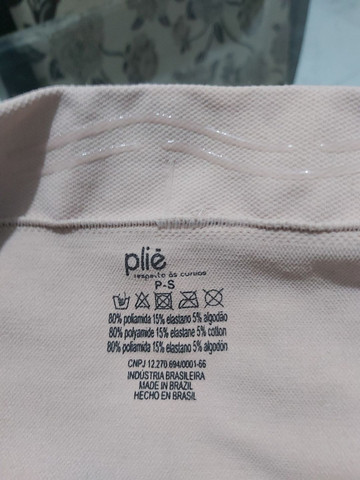 pliê
respeito às curvas
P-S
80% poliamida 15% elastano 5% algodão
80% polyamide 15% elastane 5% cotton
80% poliamida 15% elastano 5% algodón
CNPJ 12.270.694/0001-66
INDÚSTRIA BRASILEIRA
MADE IN BRAZIL
HECHO EN BRASIL